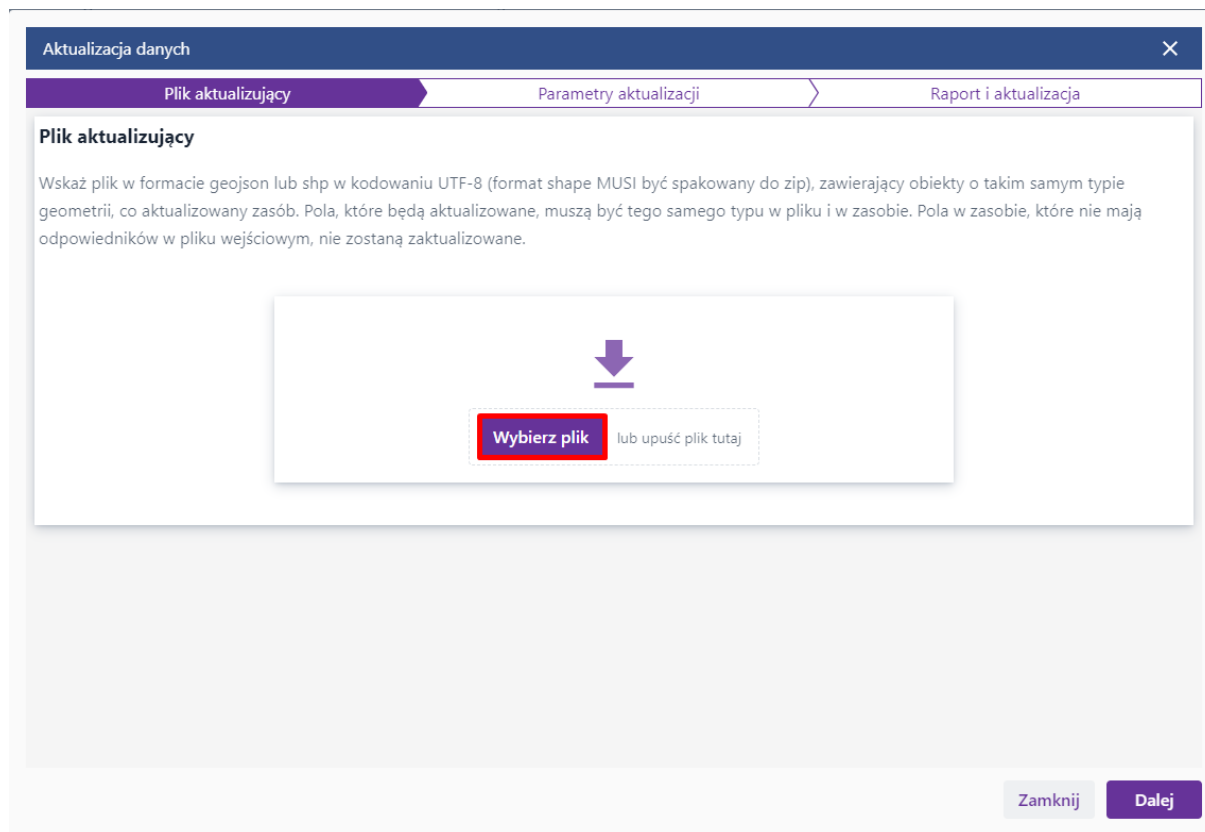 Aktualizacja danych
Plik aktualizujący
Parametry aktualizacji
Raport i aktualizacja
Plik aktualizujący
Wskaż plik w formacie geojson lub shp w kodowaniu UTF-8 (format shape MUSI być spakowany do zip), zawierający obiekty o takim samym typie
geometrii, co aktualizowany zasób. Pola, które będą aktualizowane, muszą być tego samego typu w pliku i w zasobie. Pola w zasobie, które nie mają
odpowiedników w pliku wejściowym, nie zostaną zaktualizowane.
Wybierz plik
lub upuść plik tutaj
Zamknij
Dalej